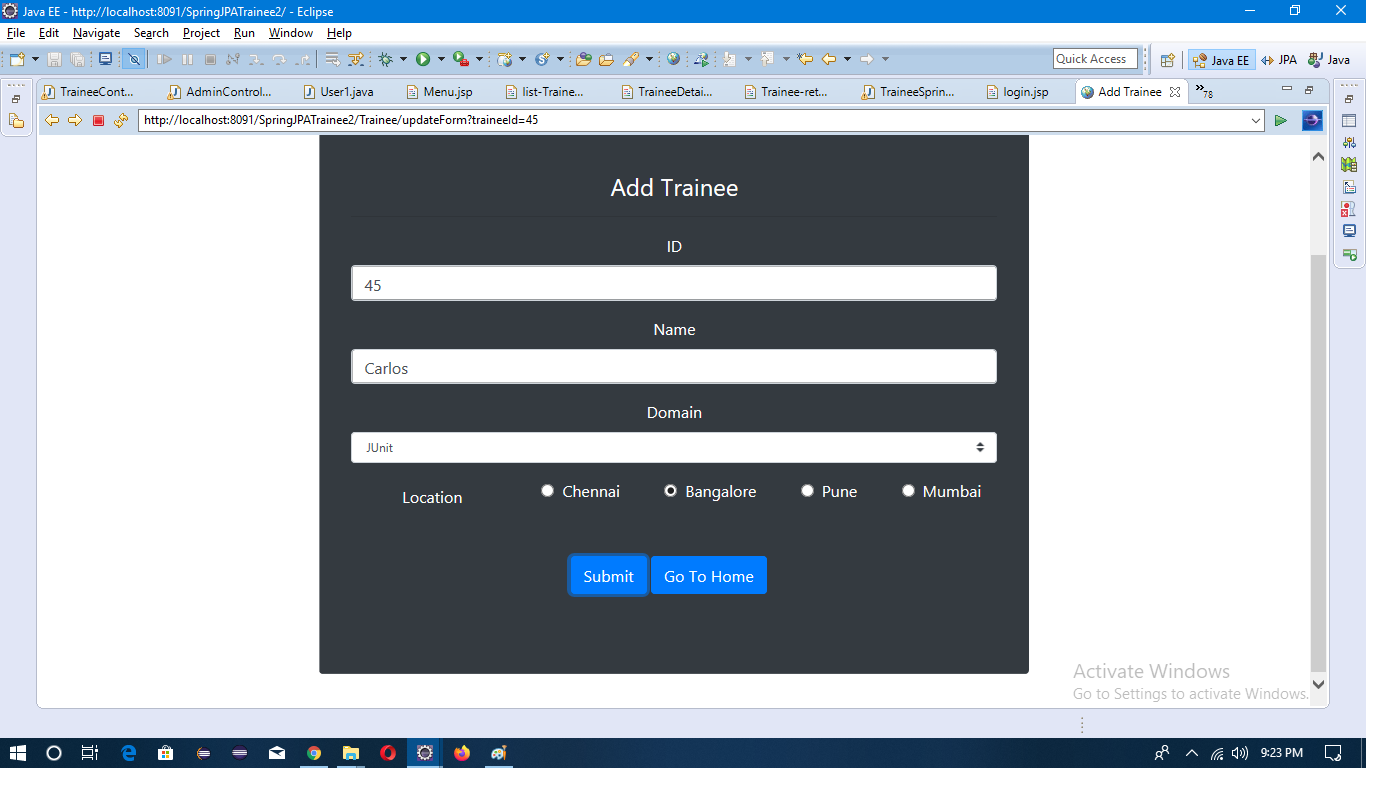 Java EE - http://localhost:8091/SpringJPATrainee2/ - Eclipse
File Edit Navigate Search Project Run Window Help
Quick Access Java EE JPA Java
TraineeCont... AdminControl... User1.java Menu.jsp list-Traine... TraineeDetai... Trainee-ret... TraineeSprin... login.jsp Add Trainee »78
http://localhost:8091/SpringJPATrainee2/Trainee/updateForm?traineeId=45
Add Trainee
ID
45
Name
Carlos
Domain
JUnit
Location Chennai Bangalore Pune Mumbai
Submit Go To Home
Activate Windows
Go to Settings to activate Windows.
9:23 PM